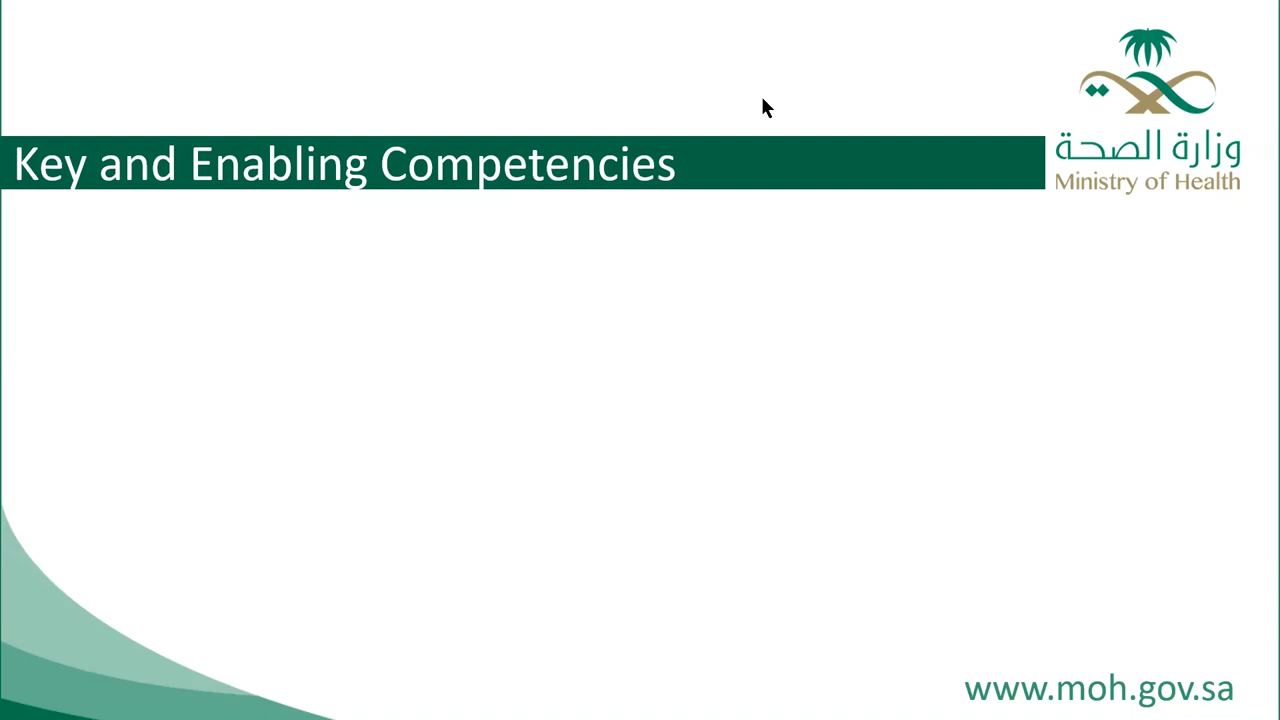 وزارة الصحة
Key and Enabling Competencies
Ministry of Health
www.moh.gov.sa